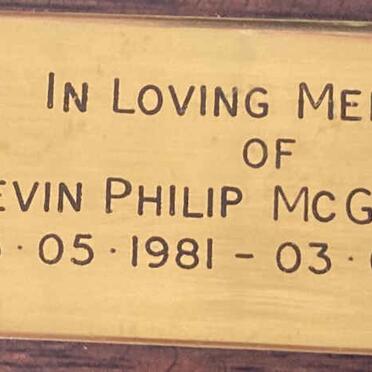 IN LOVING ME
OF
EVIN PHILIP MCG
05 · 1981 - 03 ·